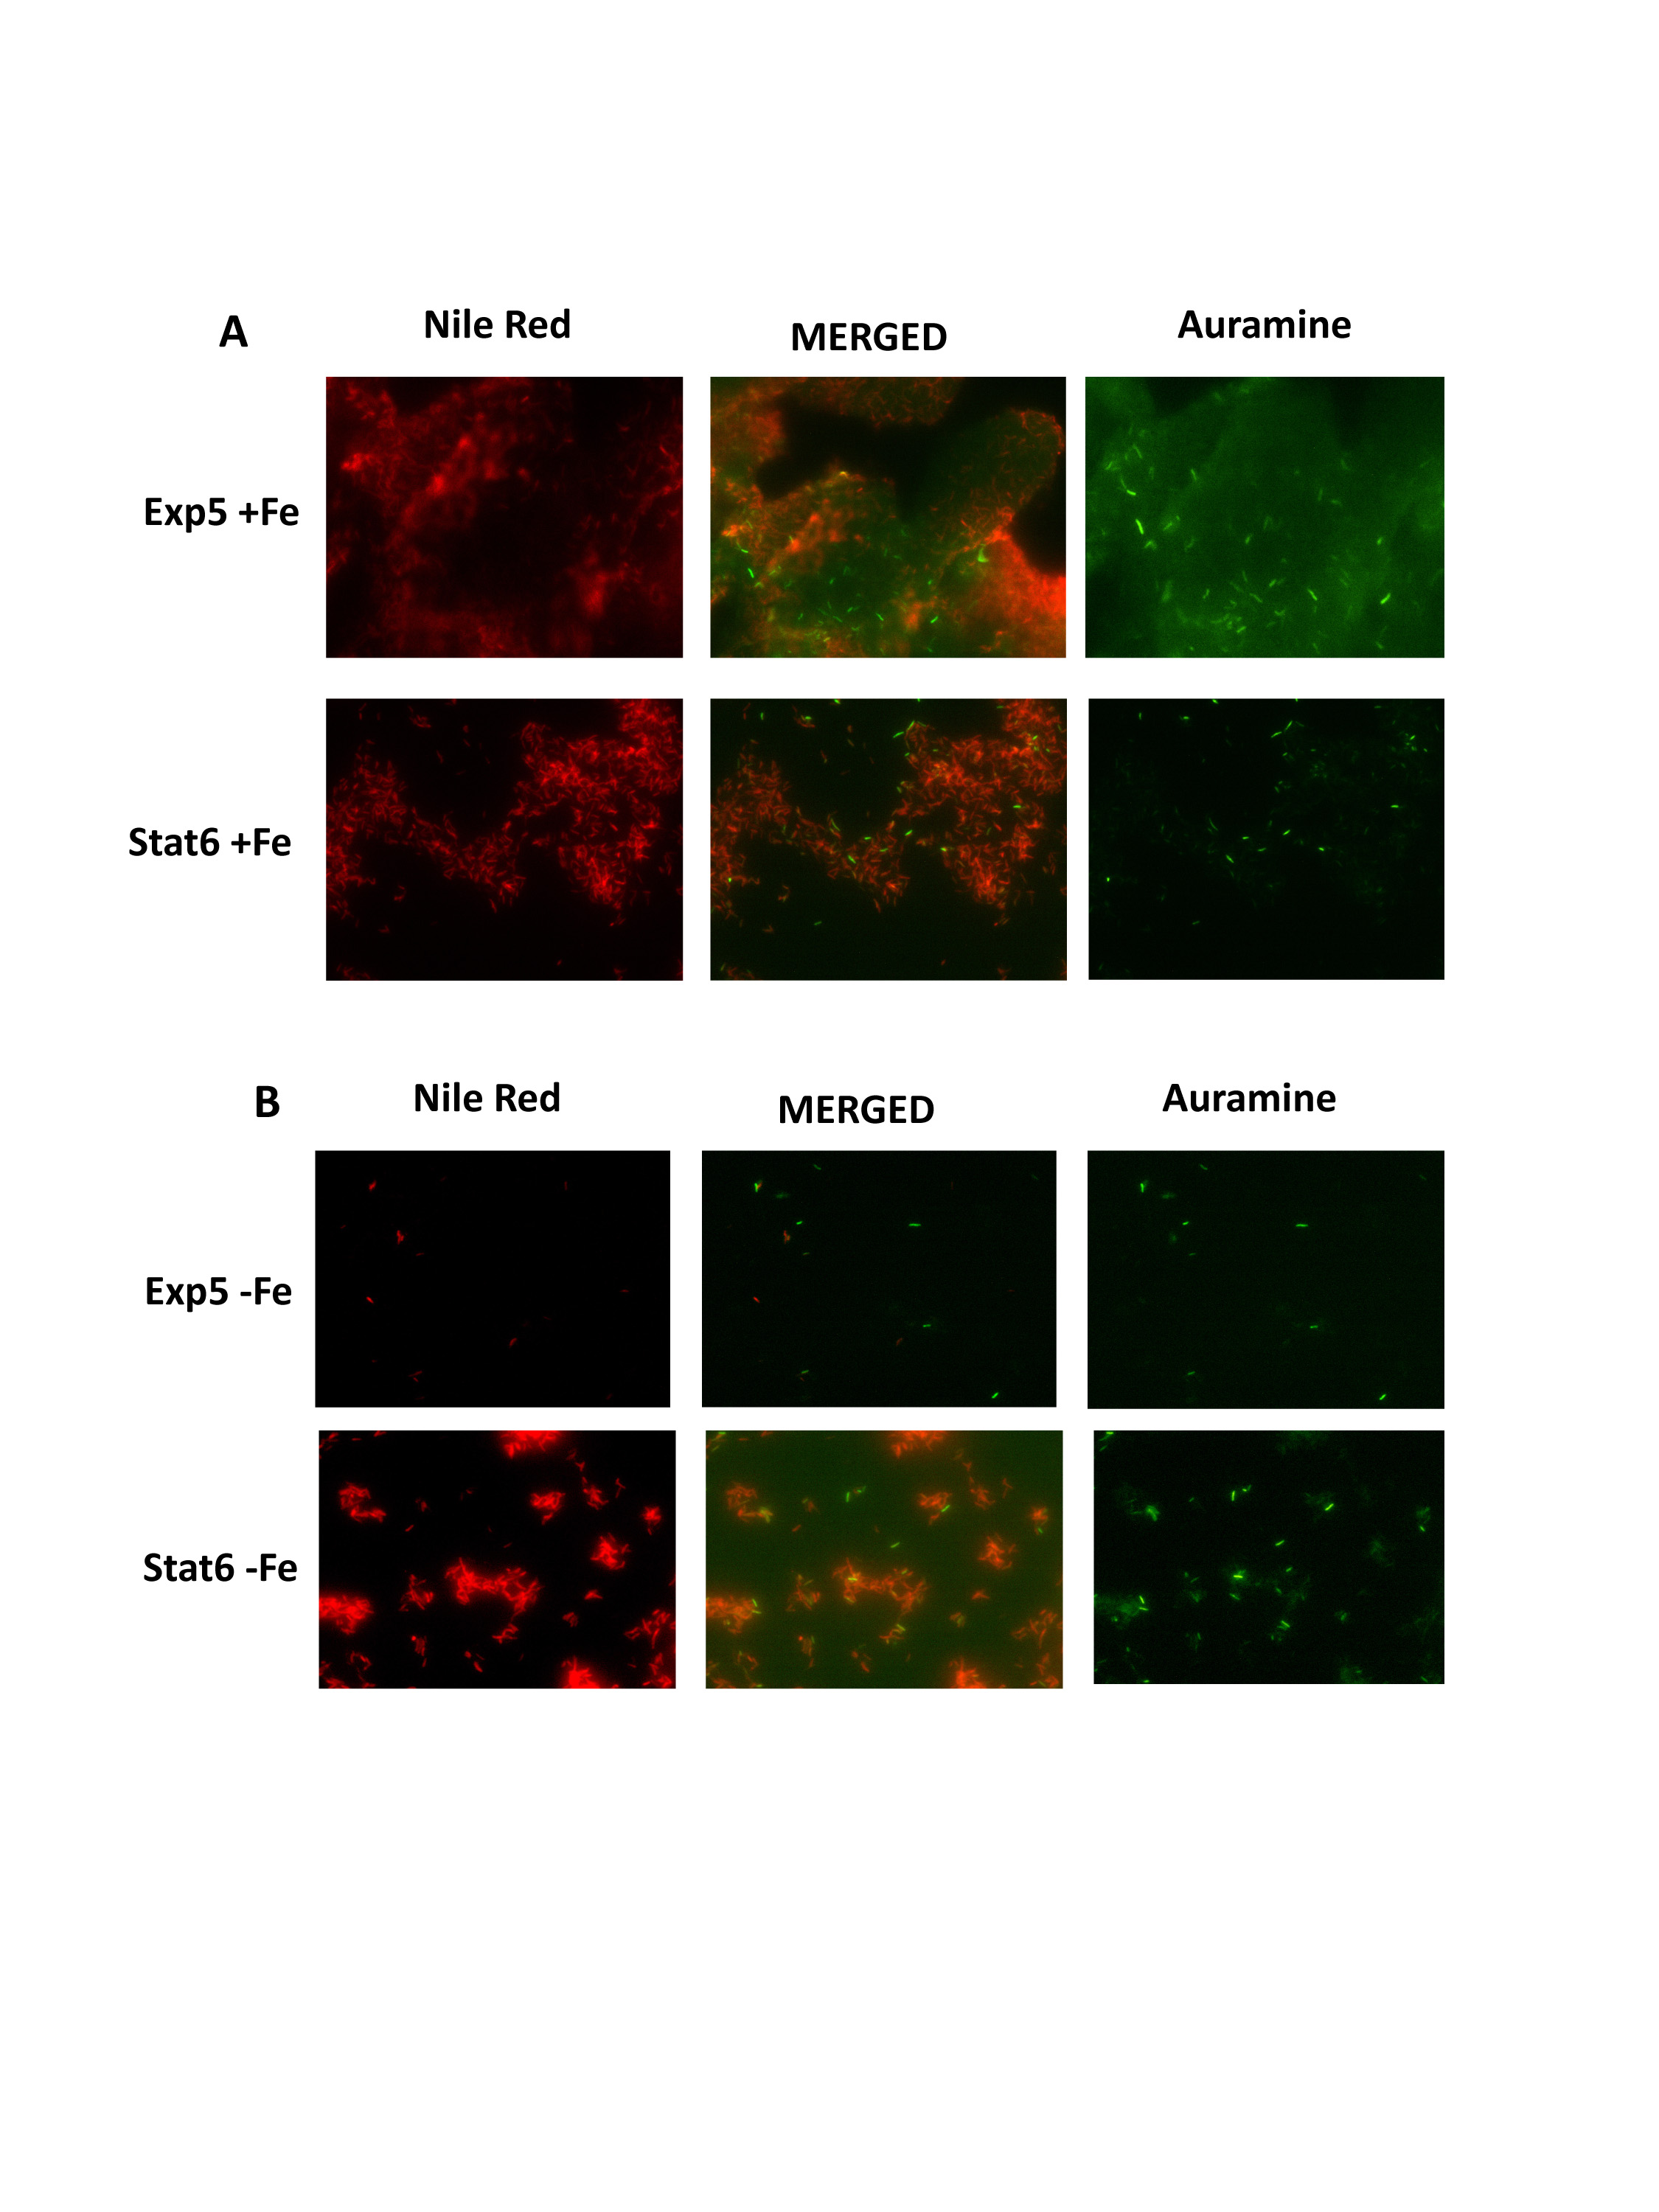 A
Nile Red
MERGED
Auramine
Exp5 +Fe
Stat6 +Fe
B
Nile Red
MERGED
Auramine
Exp5 -Fe
Stat6 -Fe